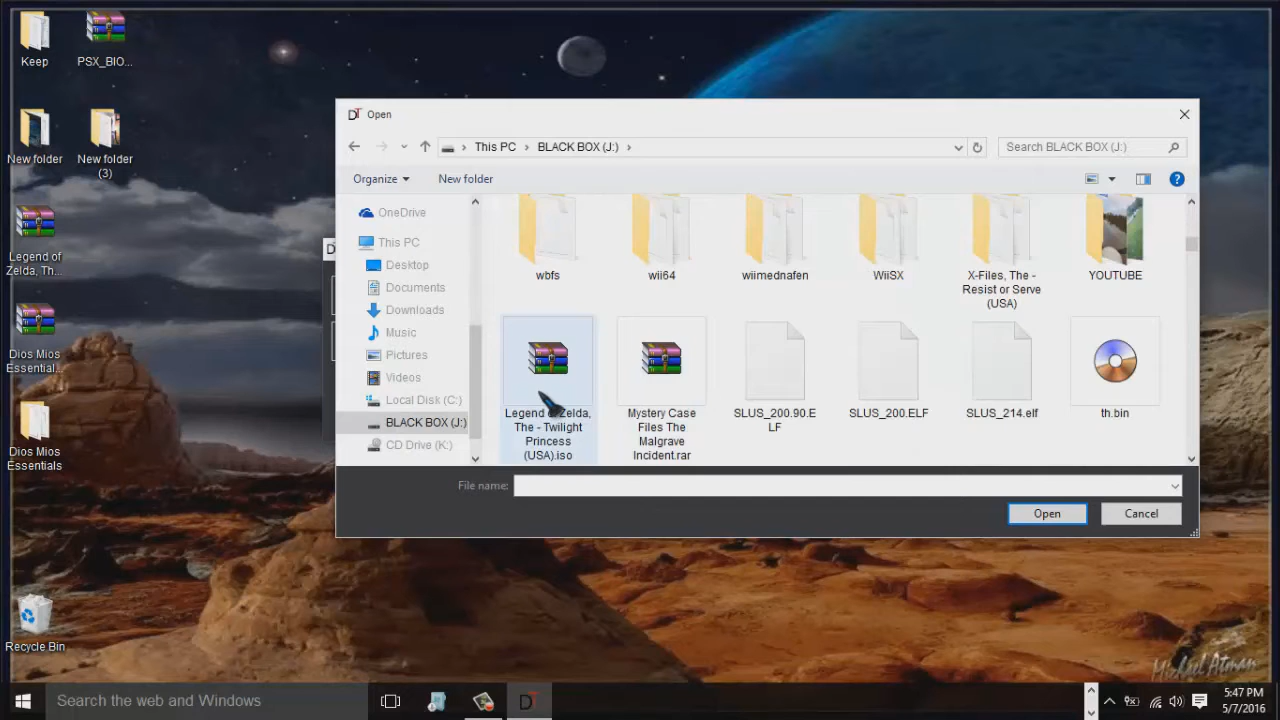 Keep
PSX_BIO...
New folder
New folder
(3)
Legend of
Zelda, Th...
Dios Mios
Essential...
Dios Mios
Essentials
Recycle Bin
DT Open
This PC
BLACK BOX (J:)
Search BLACK BOX (J:)
Organize
New folder
?
OneDrive
This PC
Desktop
Documents
Downloads
Music
Pictures
Videos
Local Disk (C:)
BLACK BOX (J:)
CD Drive (K:)
wbfs
wii64
wiimednafen
WiiSX
X-Files, The -
Resist or Serve
(USA)
YOUTUBE
Legend of Zelda,
The - Twilight
Princess
(USA).iso
Mystery Case
Files The
Malgrave
Incident.rar
SLUS_200.90.E
LF
SLUS_200.ELF
SLUS_214.elf
th.bin
File name:
Open
Cancel
D
Michael Atman
Search the web and Windows
DT
5:47 PM
5/7/2016